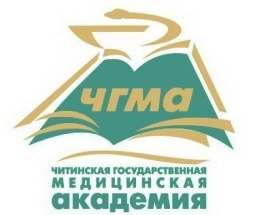 чгма
ЧИТИНСКАЯ ГОСУДАРСТВЕННАЯ
МЕДИЦИНСКАЯ
академия